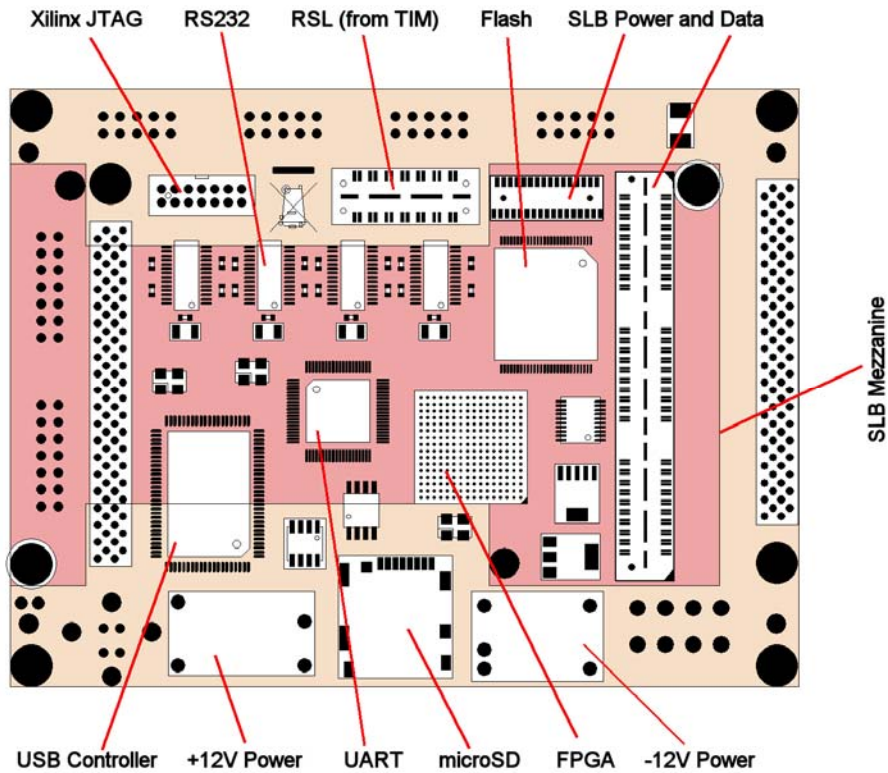 Xilinx JTAG
RS232
RSL (from TIM)
Flash
SLB Power and Data
SLB Mezzanine
USB Controller
+12V Power
UART
microSD
FPGA
-12V Power